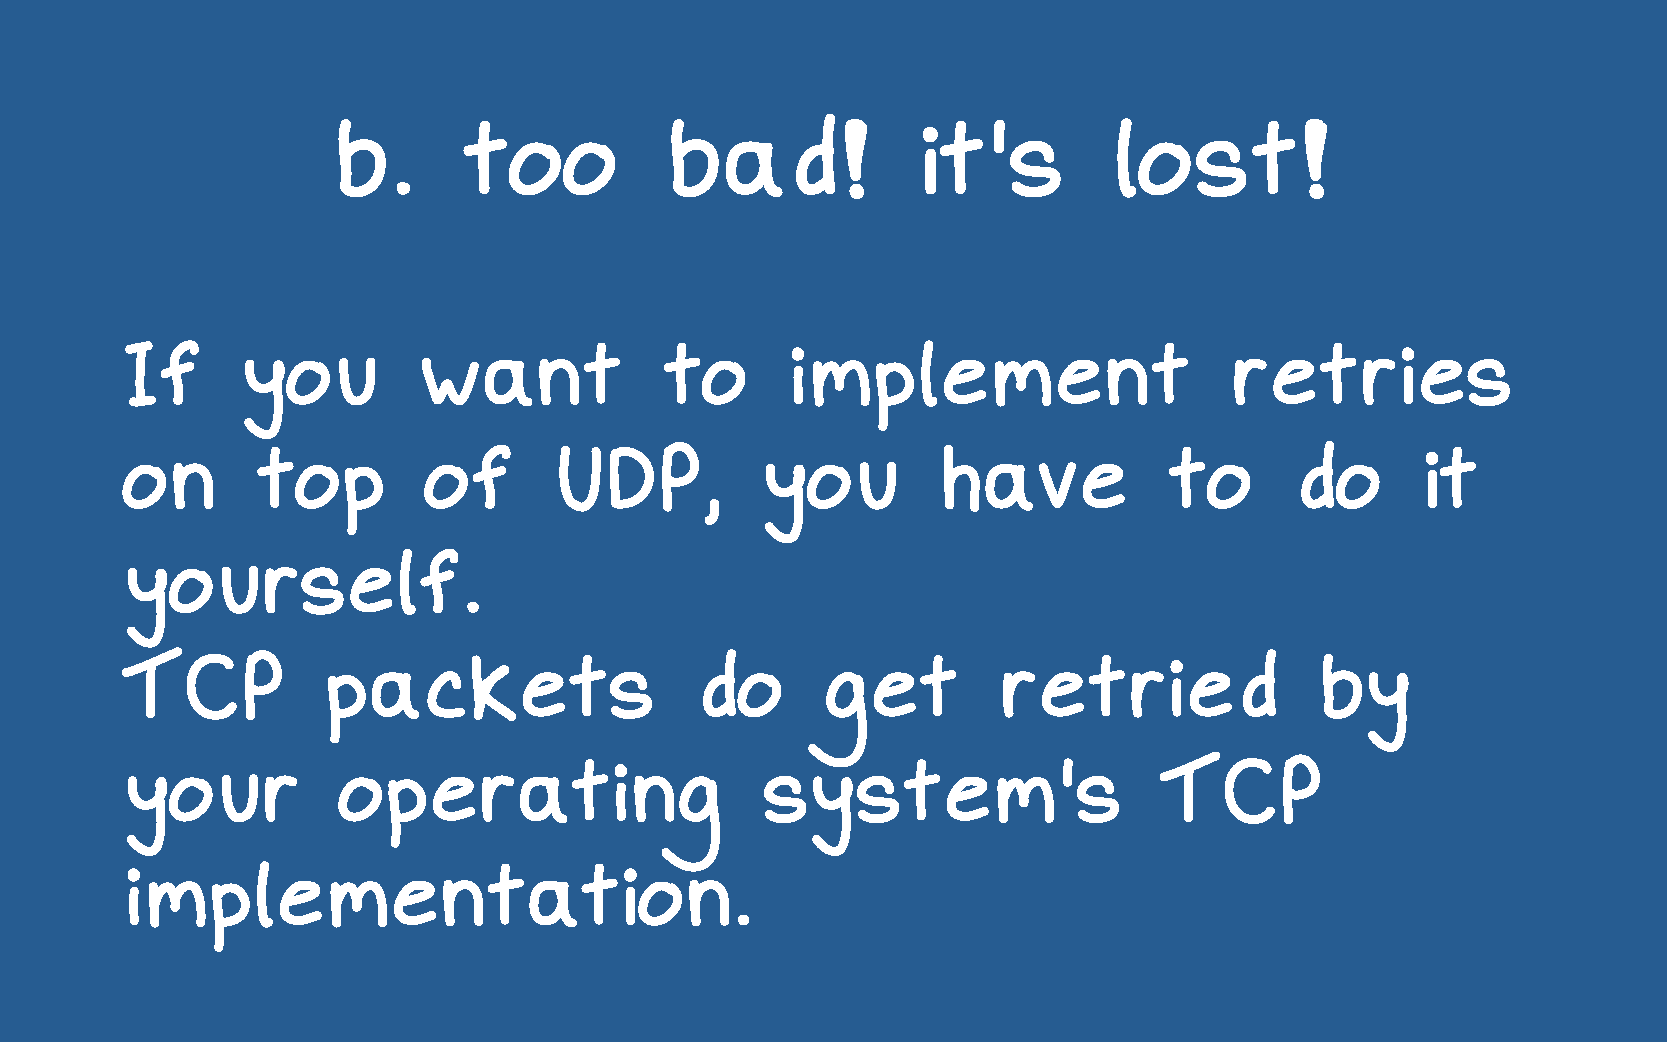 b. too bad! it's lost!
If you want to implement retries
on top of UDP, you have to do it
yourself.
TCP packets do get retried by
your operating system's TCP
implementation.